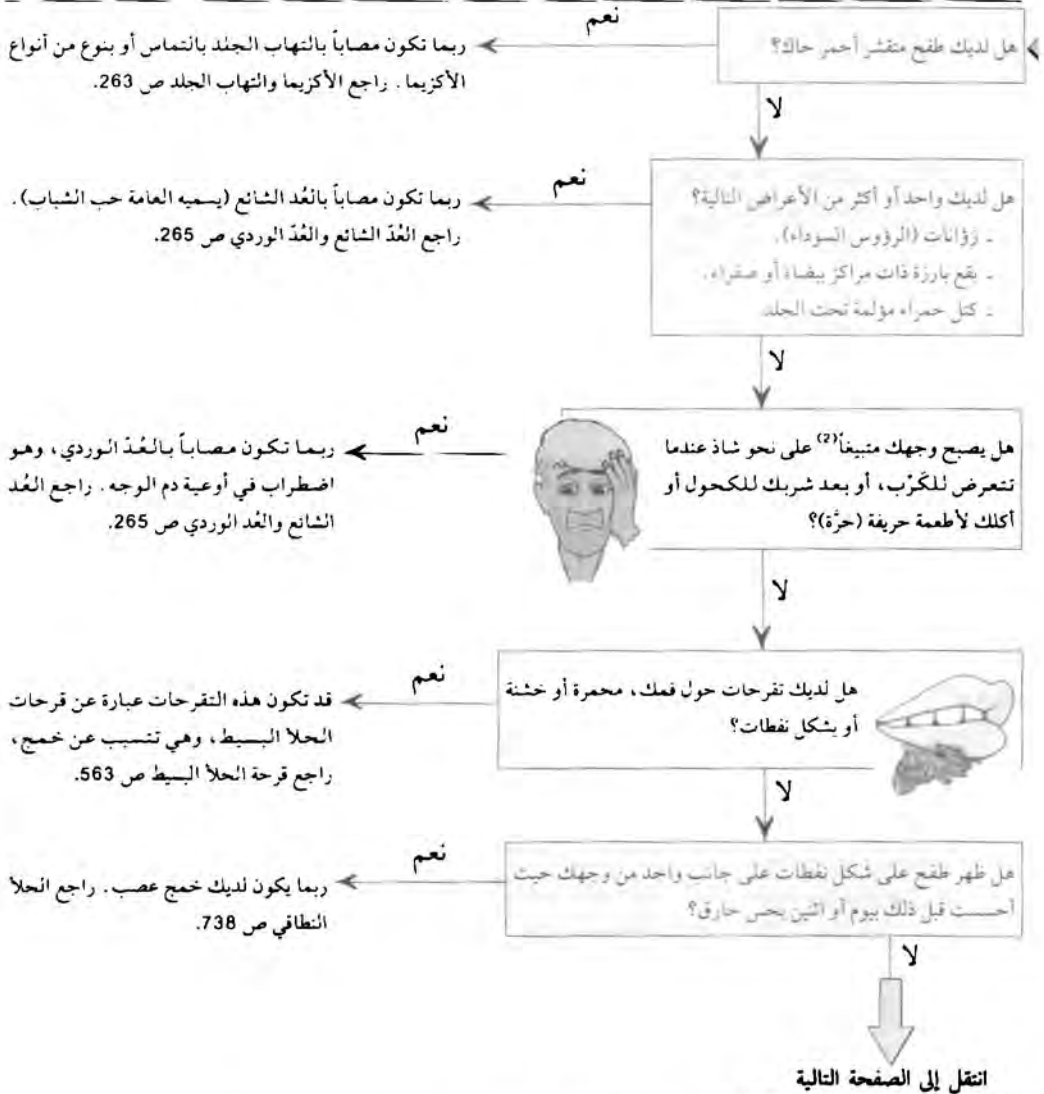 هل لديك طفح متقشر أحمر حاك؟
نعم
ربما تكون مصاباً بالتهاب الجلد بالتماس أو بنوع من أنواع
الأكزيما. راجع الأكزيما والتهاب الجلد ص 263.
لا
هل لديك واحد أو أكثر من الأعراض التالية؟
ـ زؤانات (الرؤوس السوداء).
ـ بقع بارزة ذات مراكز بيضاء أو صفراء.
ـ كتل حمراء مؤلمة تحت الجلد.
نعم
ربما تكون مصاباً بالعُد الشائع (يسميه العامة حب الشباب).
راجع العُدّ الشائع والعُدّ الوردي ص 265.
لا
هل يصبح وجهك متبيغاً(2) على نحو شاذ عندما
تتعرض للكَرْب، أو بعد شربك للكحول أو
أكلك لأطعمة حريفة (حرَّة)؟
نعم
ربما تكون مصاباً بالعُدّ الوردي، وهو
اضطراب في أوعية دم الوجه. راجع العُد
الشائع والعُد الوردي ص 265.
لا
هل لديك تقرحات حول فمك، محمرة أو خشنة
أو بشكل نفطات؟
نعم
قد تكون هذه التقرحات عبارة عن قرحات
الحلأ البسيط، وهي تتسبب عن خمج،
راجع قرحة الحلأ البسيط ص 563.
لا
هل ظهر طفح على شكل نفطات على جانب واحد من وجهك حيث
أحسست قبل ذلك بيوم أو اثنين بحس حارق؟
نعم
ربما يكون لديك خمج عصب. راجع الحلأ
النطاقي ص 738.
لا
انتقل إلى الصفحة التالية